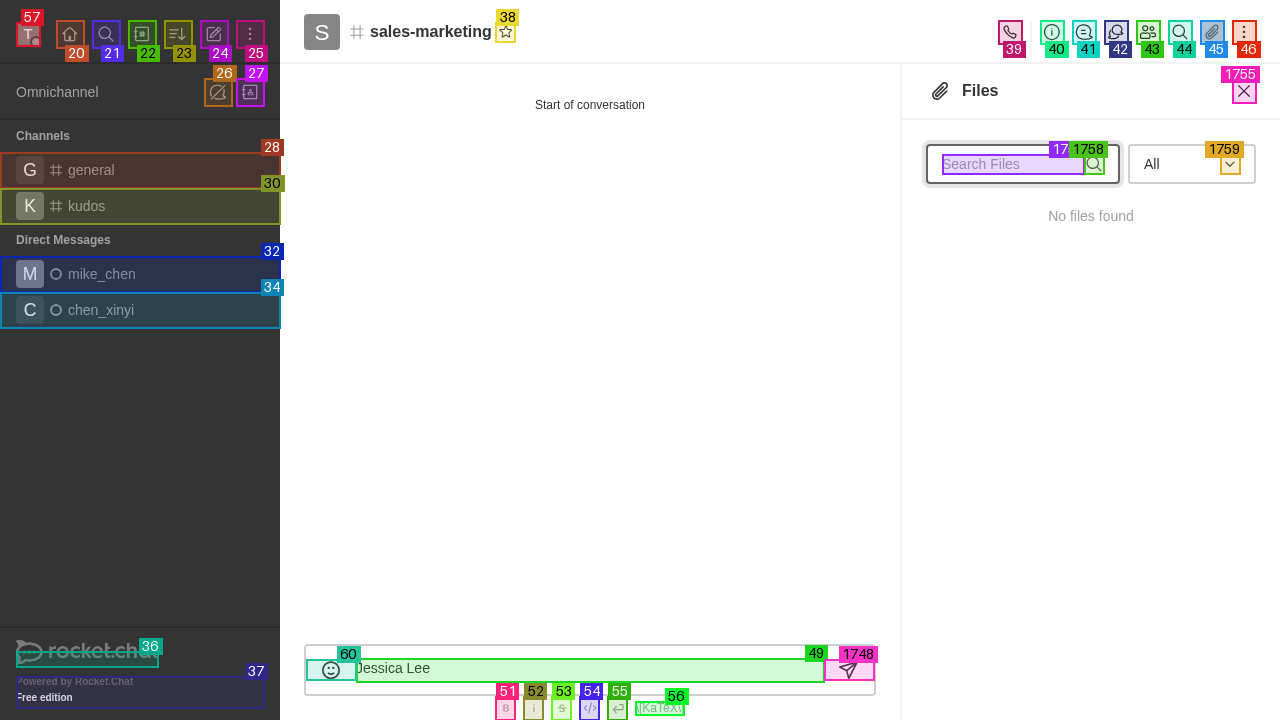 57
T
20
21
22
23
24
25
S
sales-marketing
38
39
40
41
42
43
44
45
46
Omnichannel
26
27
Start of conversation
Files
1755
Channels
28
G general
30
K kudos
Search Files
17
1758
All
1759
No files found
Direct Messages
32
M mike_chen
34
C chen_xinyi
rocket.cha
36
Powered by Rocket.Chat
37
Free edition
60
Jessica Lee
49
1748
51
52
53
54
55
56
B
i
S
</>
\[KaTeX\]